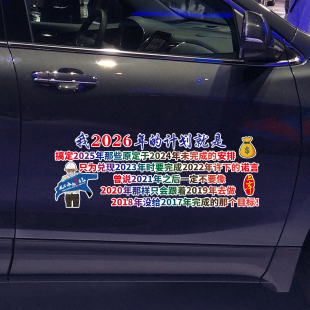 我2026年的计划就是
搞定2025年那些原定于2024年未完成的安排
只为兑现2023年时要完成2022年许下的诺言
曾说2021年之后一定不要像
2020年那样只会跟着2019年去做
2018年没给2017年完成的那个目标!